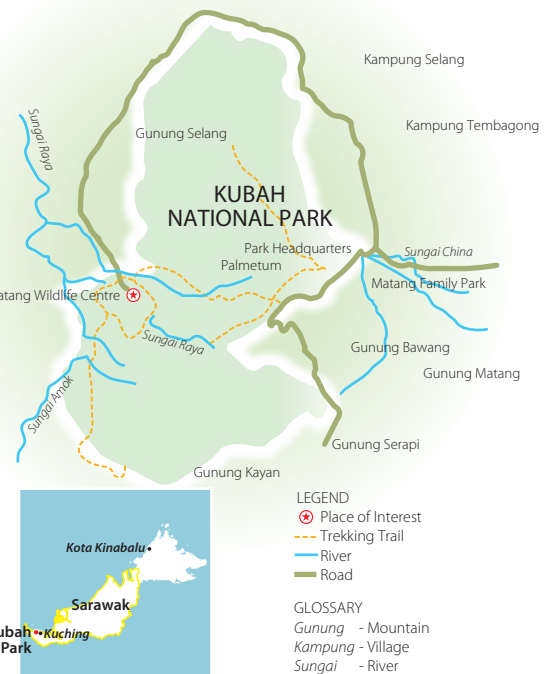 Kampung Selang
Kampung Tembagong
Sungai Raya
Gunung Selang
KUBAH
NATIONAL PARK
Park Headquarters
Palmetum
Sungai China
Matang Family Park
atang Wildlife Centre
Sungai Raya
Gunung Bawang
Gunung Matang
Sungai Amok
Gunung Serapi
Gunung Kayan
LEGEND
Place of Interest
Trekking Trail
River
Road
GLOSSARY
Gunung - Mountain
Kampung - Village
Sungai - River
Kota Kinabalu
Sarawak
ubah
Kuching
Park